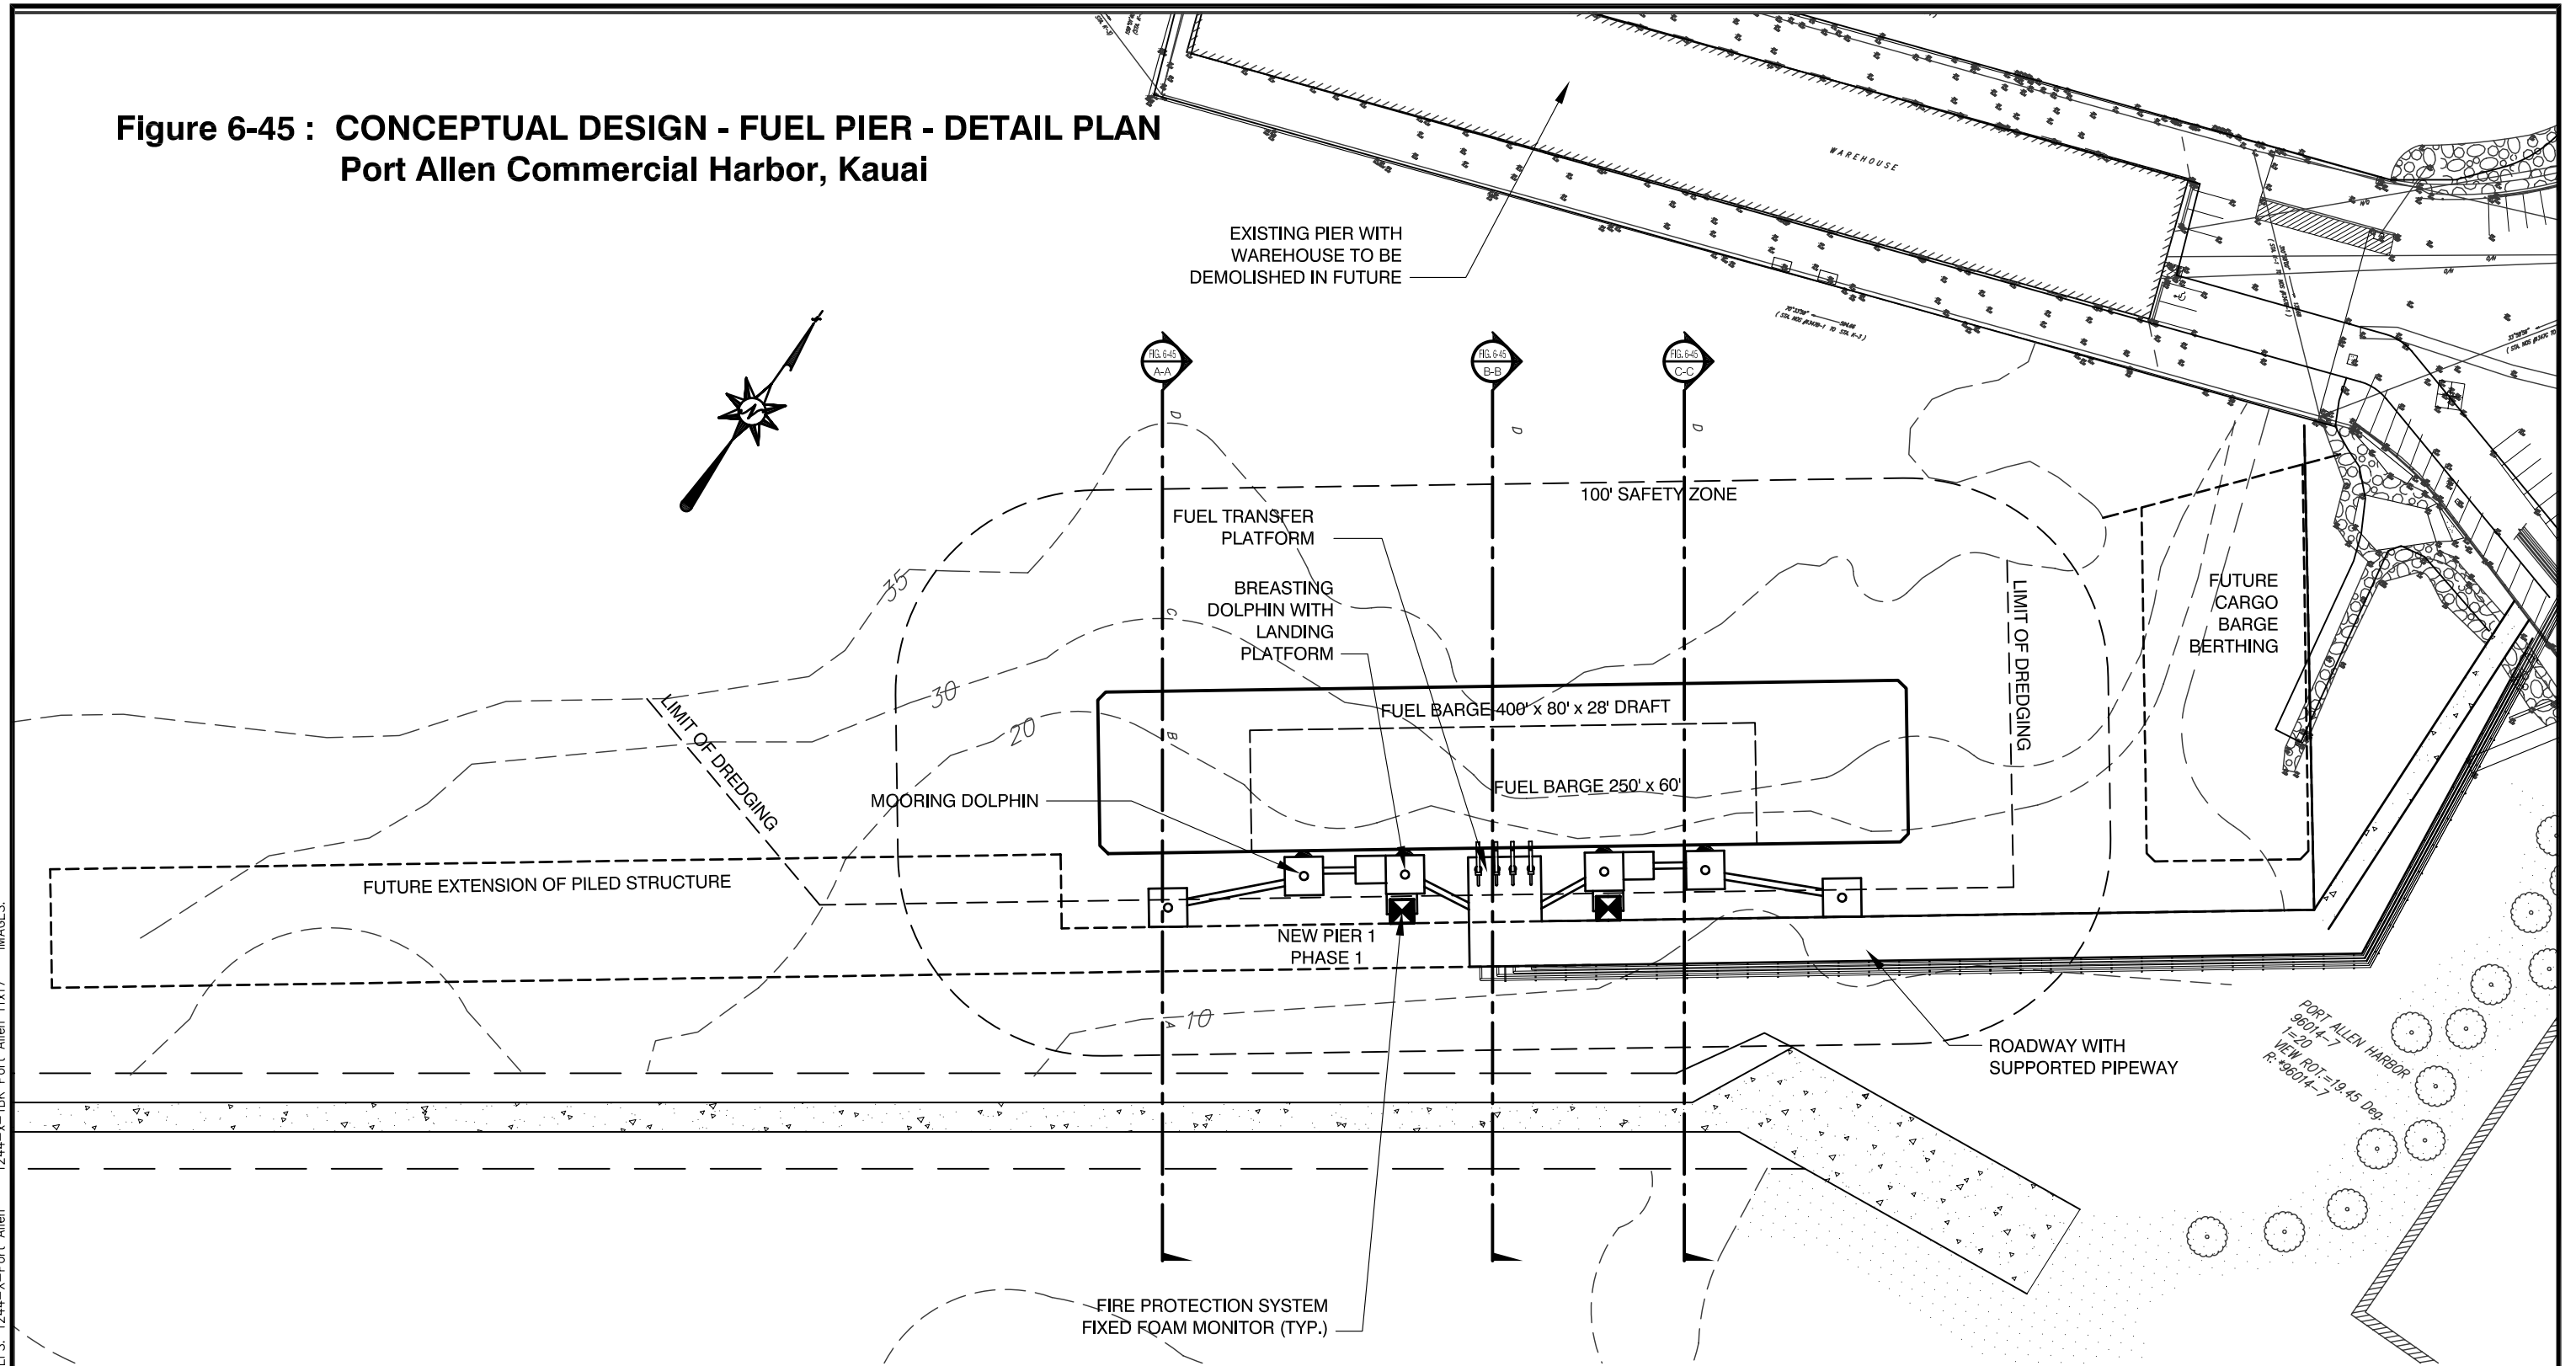 Figure 6-45 : CONCEPTUAL DESIGN - FUEL PIER - DETAIL PLAN
Port Allen Commercial Harbor, Kauai
WAREHOUSE
EXISTING PIER WITH
WAREHOUSE TO BE
DEMOLISHED IN FUTURE
FIG. 6-45
A-A
FIG. 6-45
B-B
FIG. 6-45
C-C
N
D
D
D
100' SAFETY ZONE
FUEL TRANSFER
PLATFORM
BREASTING
DOLPHIN WITH
LANDING
PLATFORM
35
30
20
C
B
LIMIT OF DREDGING
FUTURE
CARGO
BARGE
BERTHING
LIMIT OF DREDGING
FUEL BARGE 400' x 80' x 28' DRAFT
FUEL BARGE 250' x 60'
MOORING DOLPHIN
FUTURE EXTENSION OF PILED STRUCTURE
NEW PIER 1
PHASE 1
A
10
ROADWAY WITH
SUPPORTED PIPEWAY
PORT ALLEN HARBOR
96014-7
1=20
VIEW ROT.=19.45 Deg.
R: *96014-7
FIRE PROTECTION SYSTEM
FIXED FOAM MONITOR (TYP.)